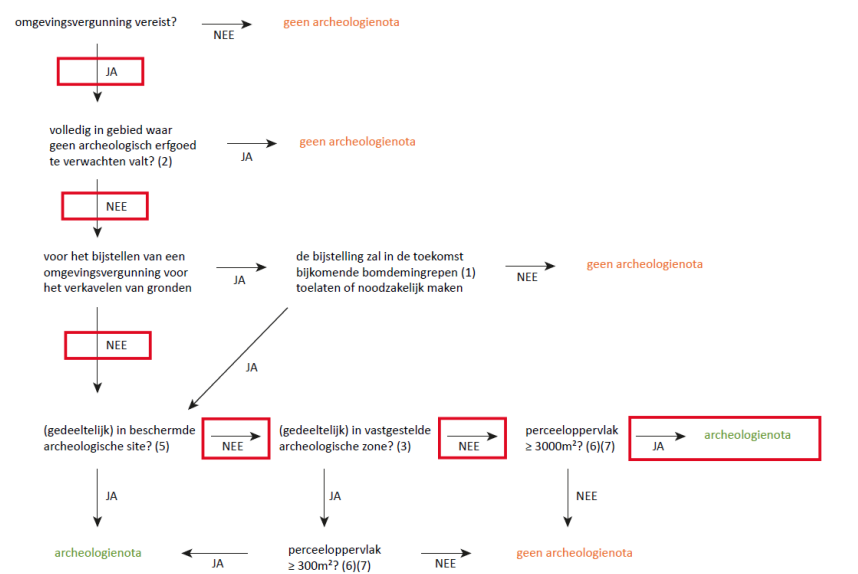 omgevingsvergunning vereist?
NEE
geen archeologienota
JA
volledig in gebied waar
geen archeologisch erfgoed
te verwachten valt? (2)
JA
geen archeologienota
NEE
voor het bijstellen van een
omgevingsvergunning voor
het verkavelen van gronden
JA
de bijstelling zal in de toekomst
bijkomende bomdemingrepen (1)
toelaten of noodzakelijk maken
NEE
geen archeologienota
NEE
JA
(gedeeltelijk) in beschermde
archeologische site? (5)
NEE
(gedeeltelijk) in vastgestelde
archeologische zone? (3)
NEE
perceeloppervlak
≥ 3000m²? (6)(7)
JA
archeologienota
JA
JA
NEE
archeologienota
JA
perceeloppervlak
≥ 300m²? (6)(7)
NEE
geen archeologienota